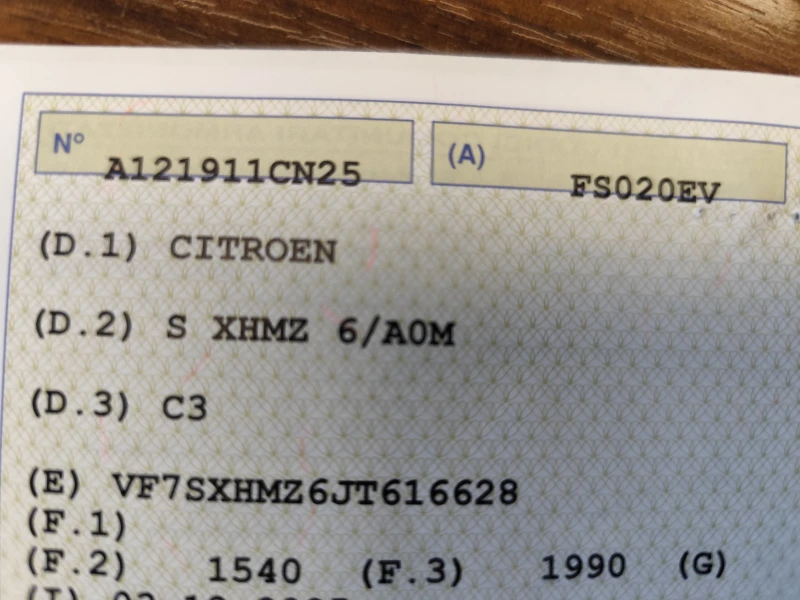 N° A121911CN25 (A) FS020EV
(D.1) CITROEN
(D.2) S XHMZ 6/A0M
(D.3) C3
(E) VF7SXHMZ6JT616628
(F.1)
(F.2) 1540 (F.3) 1990 (G)